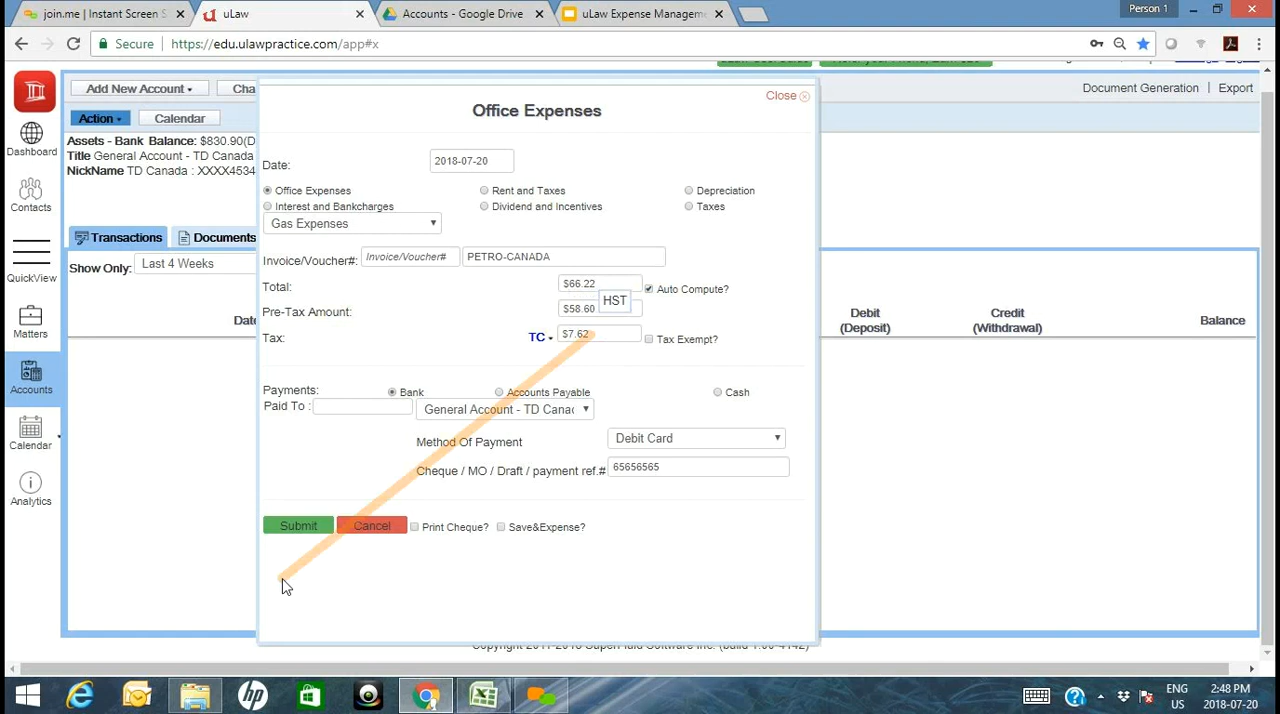 join.me | Instant Screen S
uLaw
Accounts - Google Drive
uLaw Expense Managem
Person 1
Secure
https://edu.ulawpractice.com/app#x
Add New Account
Cha
Document Generation
Export
Action
Calendar
Assets - Bank Balance: $830.90(D
Title General Account - TD Canada
NickName TD Canada : XXXX4534
Dashboard
Contacts
QuickView
Matters
Accounts
Calendar
Analytics
Transactions
Documents
Show Only:
Last 4 Weeks
Date
Debit
(Deposit)
Credit
(Withdrawal)
Balance
Close
Office Expenses
Date:
2018-07-20
Office Expenses
Rent and Taxes
Depreciation
Interest and Bankcharges
Dividend and Incentives
Taxes
Gas Expenses
Invoice/Voucher#:
Invoice/Voucher#
PETRO-CANADA
Total:
$66.22
Auto Compute?
HST
Pre-Tax Amount:
$58.60
Tax:
TC
$7.62
Tax Exempt?
Payments:
Bank
Accounts Payable
Cash
Paid To :
General Account - TD Canac
Method Of Payment
Debit Card
Cheque / MO / Draft / payment ref.#
65656565
Submit
Cancel
Print Cheque?
Save&Expense?
ENG
US
2:48 PM
2018-07-20